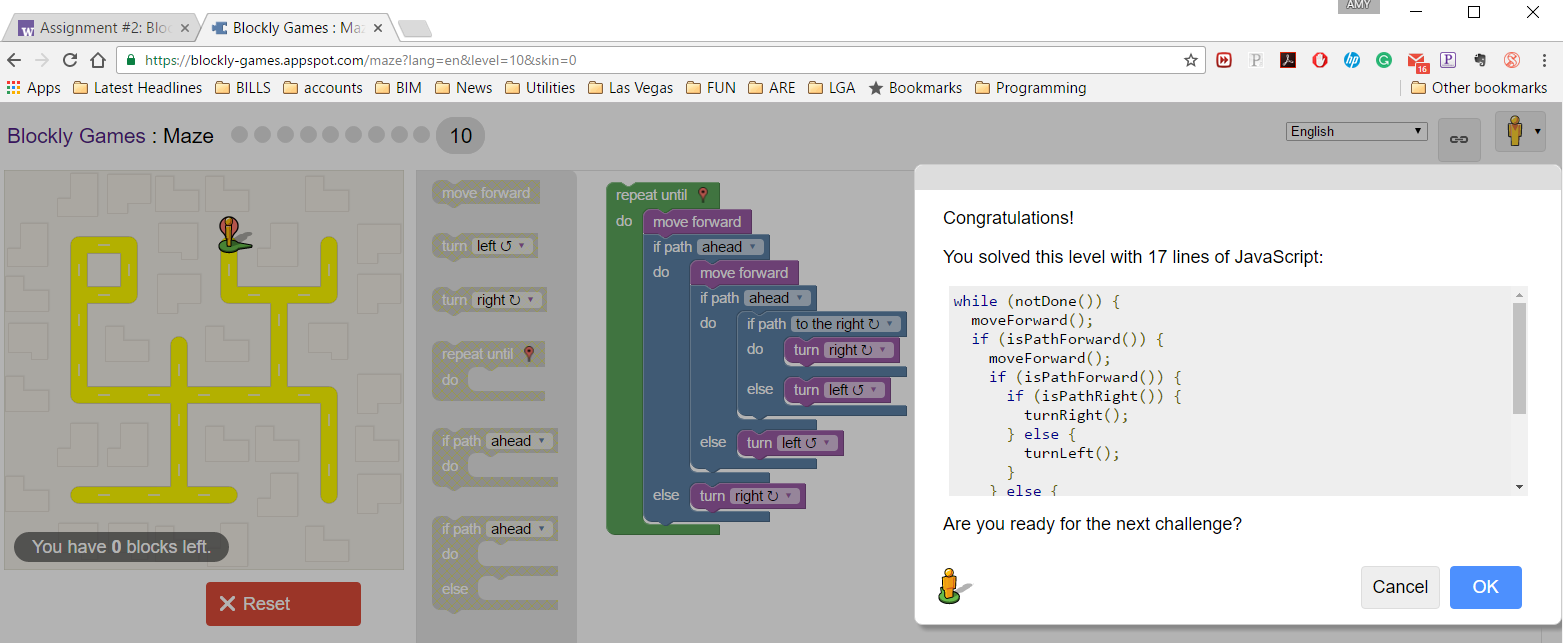 AMY
Assignment #2: Bloc
Blockly Games : Maz
https://blockly-games.appspot.com/maze?lang=en&level=10&skin=0
16
Apps Latest Headlines BILLS accounts BIM News Utilities Las Vegas FUN ARE LGA Bookmarks Programming Other bookmarks
Blockly Games : Maze 10
English
You have 0 blocks left.
Reset
move forward
turn left ↺
turn right ↻
repeat until
do
if path ahead
do
if path ahead
do
else
repeat until
do move forward
if path ahead
do move forward
if path ahead
do if path to the right ↻
do turn right ↻
else turn left ↺
else turn left ↺
else turn right ↻
Congratulations!
You solved this level with 17 lines of JavaScript:
while (notDone()) {
moveForward();
if (isPathForward()) {
moveForward();
if (isPathForward()) {
if (isPathRight()) {
turnRight();
} else {
turnLeft();
}
} else {
Are you ready for the next challenge?
Cancel OK